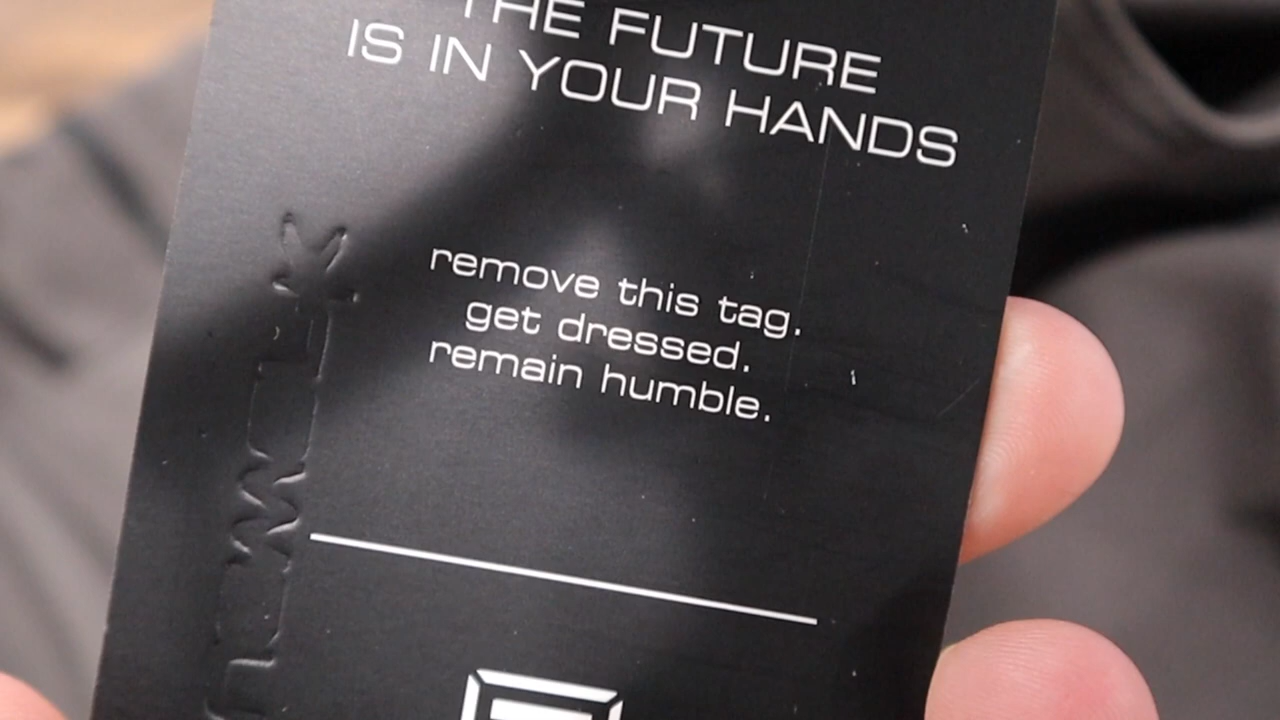 THE FUTURE
IS IN YOUR HANDS
remove this tag.
get dressed.
remain humble.